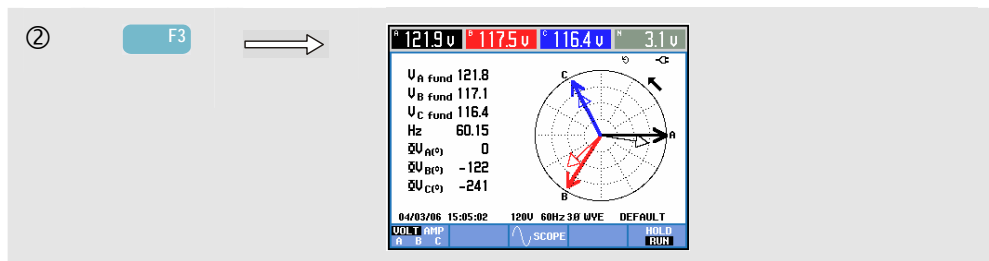 ② F3
A 121.9 V B 117.5 V C 116.4 V N 3.1 V
VA fund 121.8
VB fund 117.1
VC fund 116.4
Hz 60.15
ΦVA(°) 0
ΦVB(°) -122
ΦVC(°) -241
C
A
B
04/03/06 15:05:02 120V 60Hz 3Ø WYE DEFAULT
VOLT AMP
A B C
SCOPE
HOLD
RUN